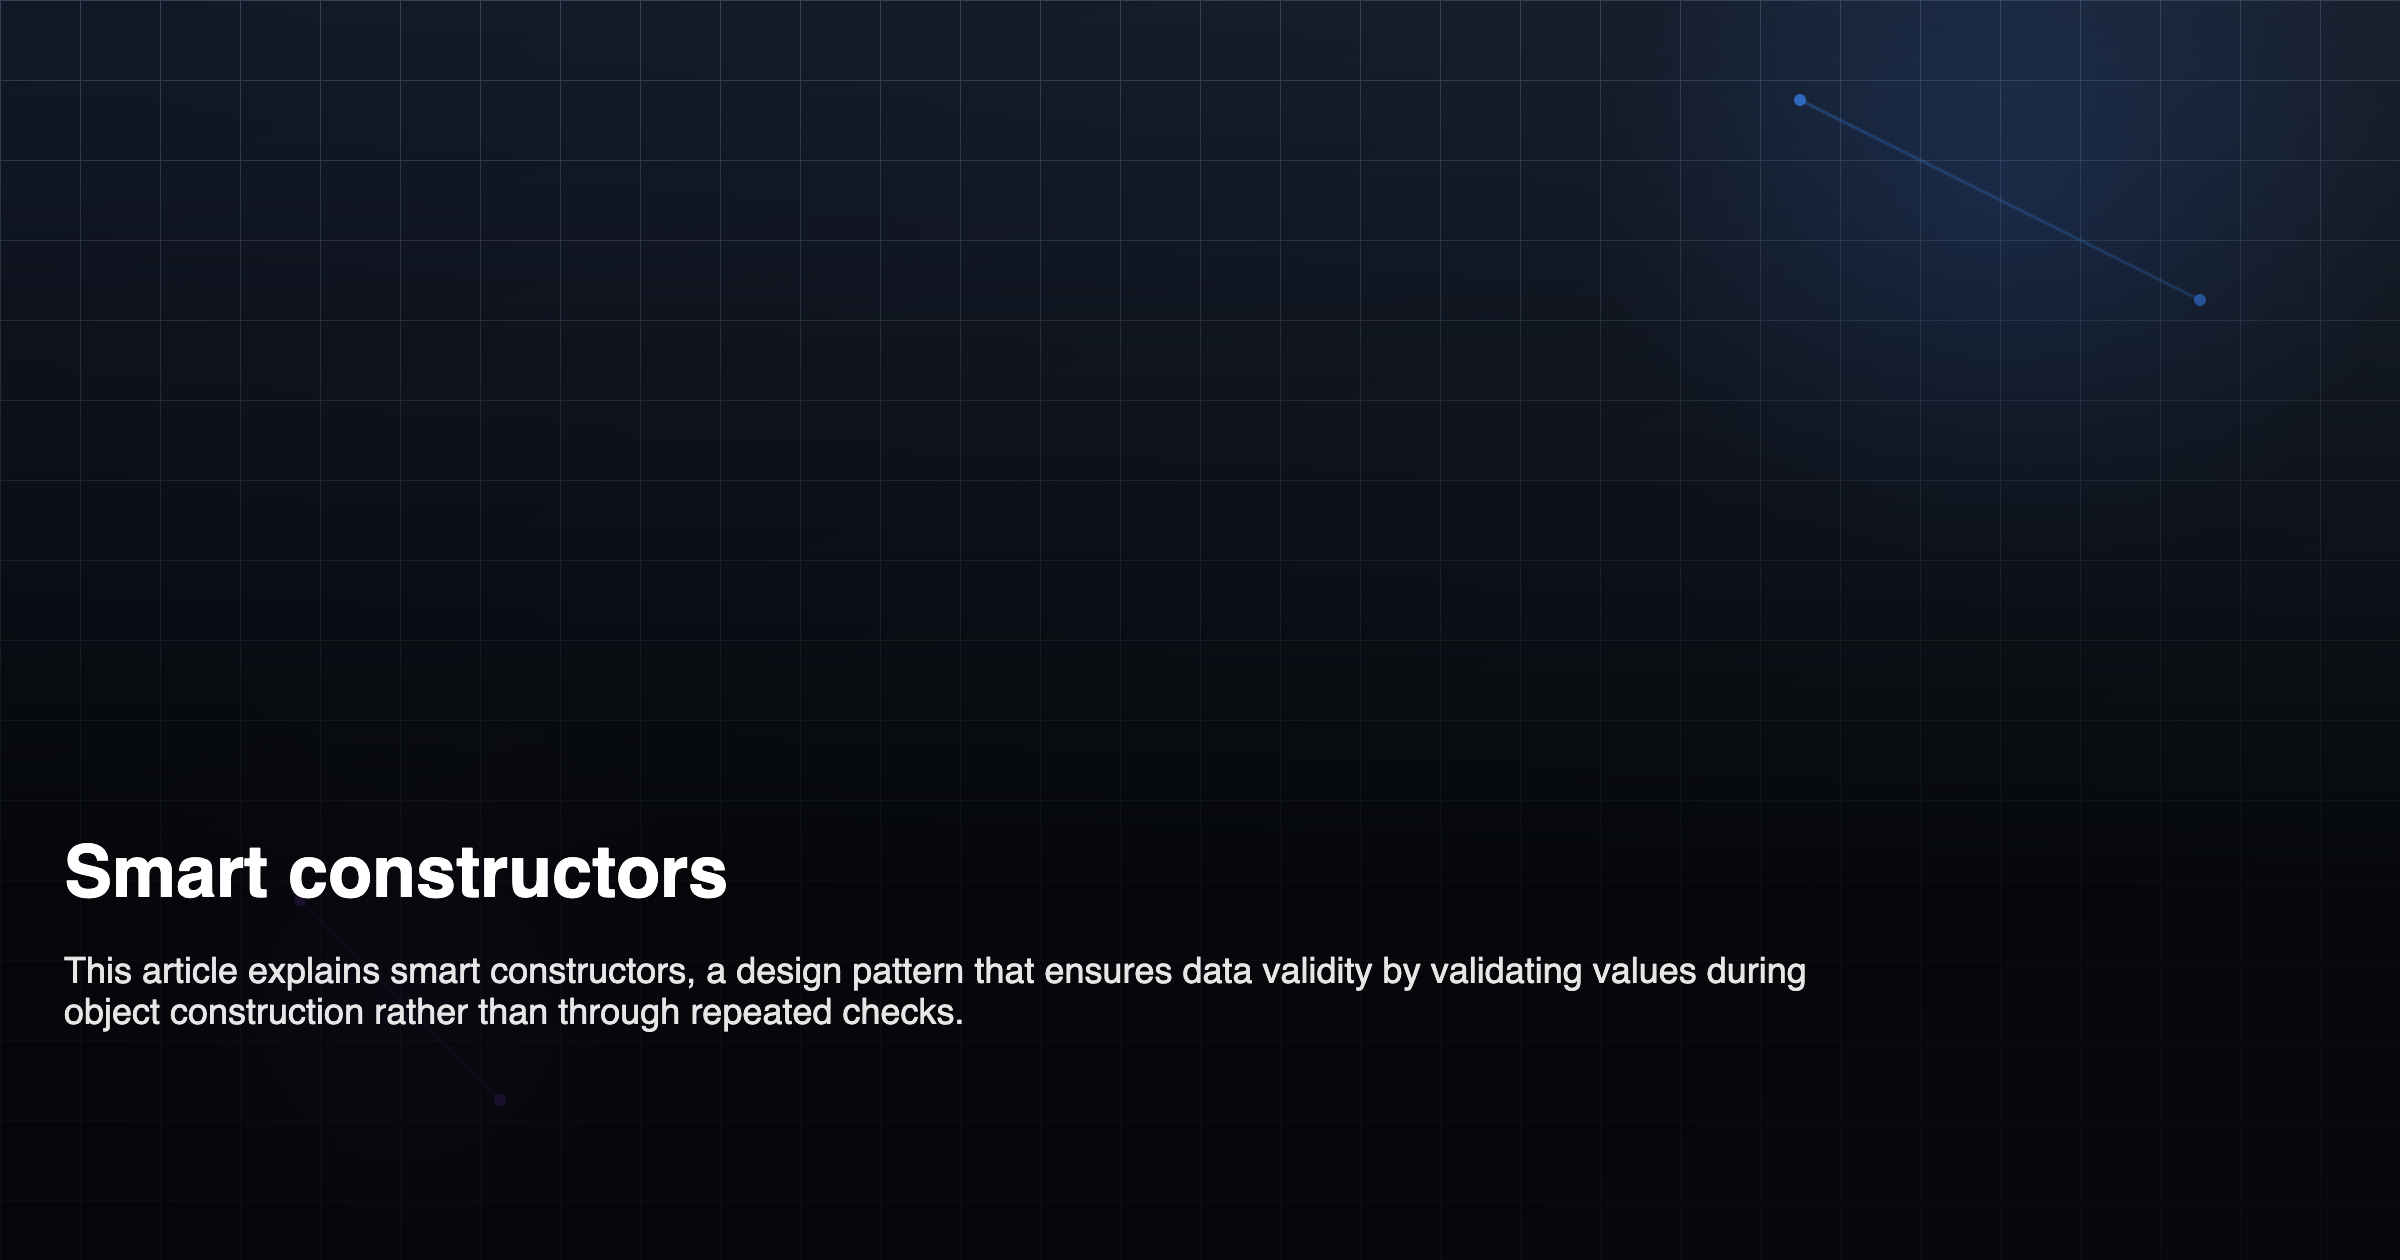 Smart constructors
This article explains smart constructors, a design pattern that ensures data validity by validating values during
object construction rather than through repeated checks.